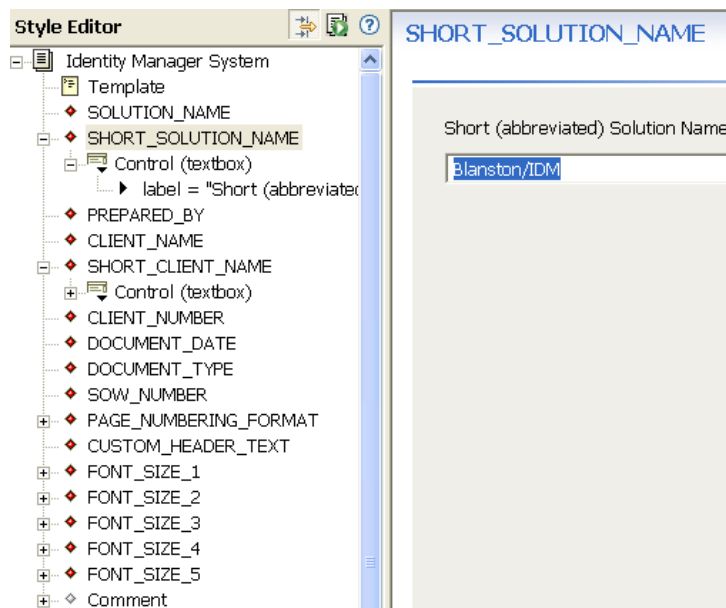 Style Editor
Identity Manager System
Template
SOLUTION_NAME
SHORT_SOLUTION_NAME
Control (textbox)
label = "Short (abbreviated
PREPARED_BY
CLIENT_NAME
SHORT_CLIENT_NAME
Control (textbox)
CLIENT_NUMBER
DOCUMENT_DATE
DOCUMENT_TYPE
SOW_NUMBER
PAGE_NUMBERING_FORMAT
CUSTOM_HEADER_TEXT
FONT_SIZE_1
FONT_SIZE_2
FONT_SIZE_3
FONT_SIZE_4
FONT_SIZE_5
Comment
SHORT_SOLUTION_NAME
Short (abbreviated) Solution Name
Blanston/IDM